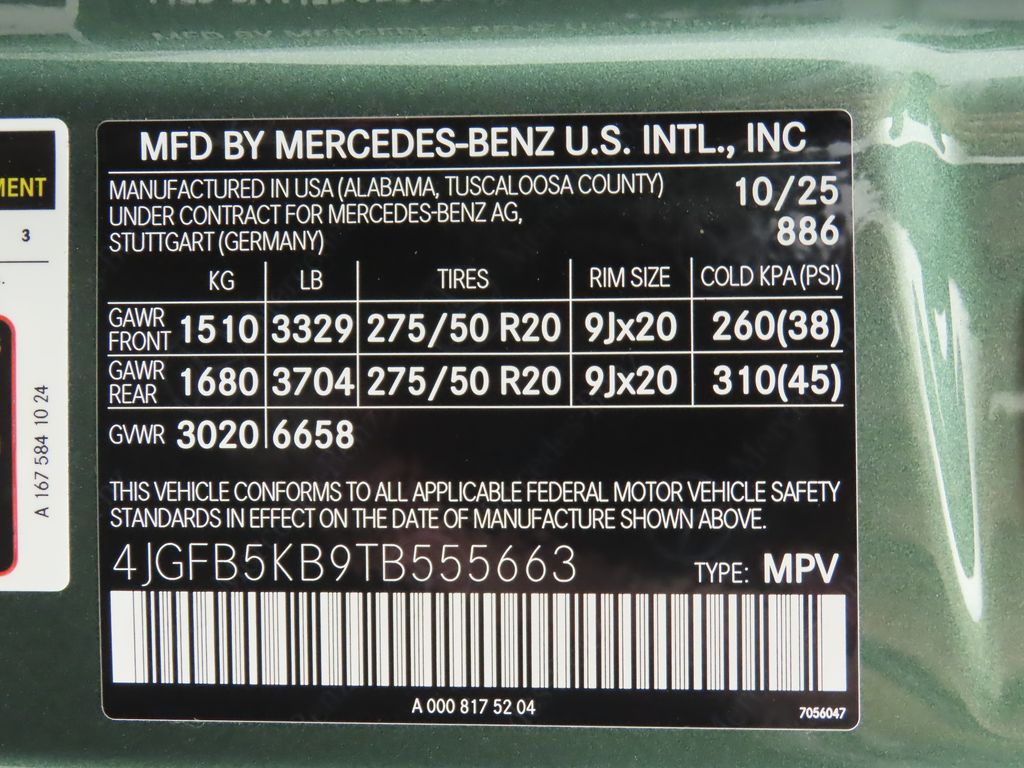 MFD BY MERCEDES-BENZ U.S. INTL., INC
MANUFACTURED IN USA (ALABAMA, TUSCALOOSA COUNTY) 10/25
UNDER CONTRACT FOR MERCEDES-BENZ AG, 886
STUTTGART (GERMANY)
KG LB TIRES RIM SIZE COLD KPA (PSI)
GAWR FRONT 1510 3329 275/50 R20 9Jx20 260(38)
GAWR REAR 1680 3704 275/50 R20 9Jx20 310(45)
GVWR 3020 6658
THIS VEHICLE CONFORMS TO ALL APPLICABLE FEDERAL MOTOR VEHICLE SAFETY
STANDARDS IN EFFECT ON THE DATE OF MANUFACTURE SHOWN ABOVE.
4JGFB5KB9TB555663 TYPE: MPV
A 000 817 52 04
7056047
MENT
3
A 167 584 10 24